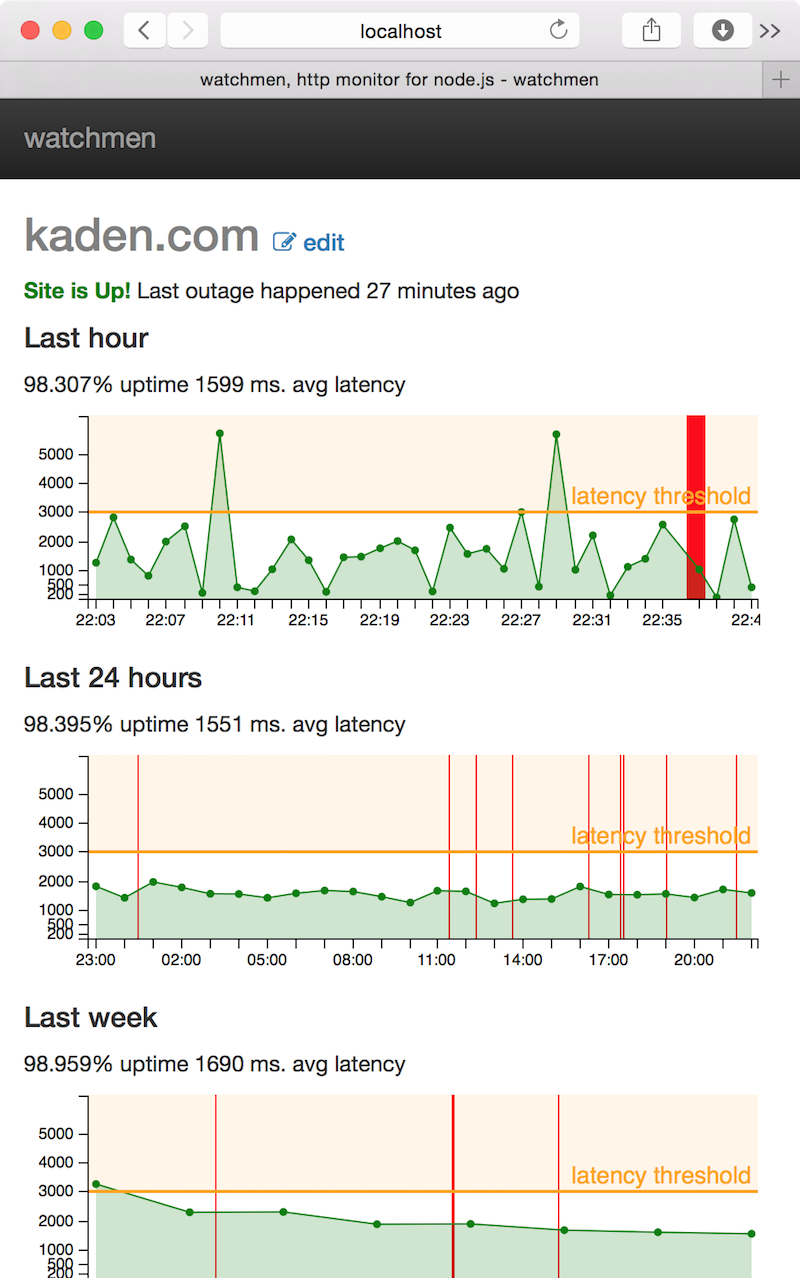 localhost
watchmen, http monitor for node.js - watchmen
watchmen
kaden.com edit
Site is Up! Last outage happened 27 minutes ago
Last hour
98.307% uptime 1599 ms. avg latency
5000
4000
latency threshold
3000
2000
1000
500
200
22:03 22:07 22:11 22:15 22:19 22:23 22:27 22:31 22:35 22:4
Last 24 hours
98.395% uptime 1551 ms. avg latency
5000
4000
latency threshold
3000
2000
1000
500
200
23:00 02:00 05:00 08:00 11:00 14:00 17:00 20:00
Last week
98.959% uptime 1690 ms. avg latency
5000
4000
latency threshold
3000
2000
1000
500
200